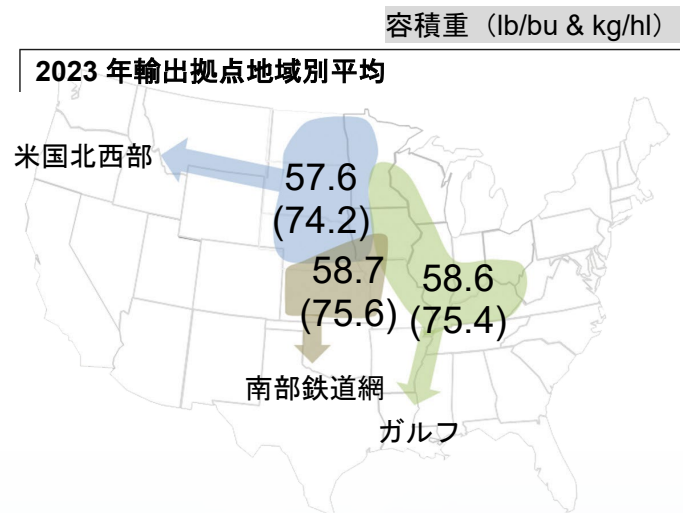 容積重（lb/bu & kg/hl）
2023 年輸出拠点地域別平均
米国北西部
57.6
(74.2)
58.7
(75.6)
58.6
(75.4)
南部鉄道網
ガルフ